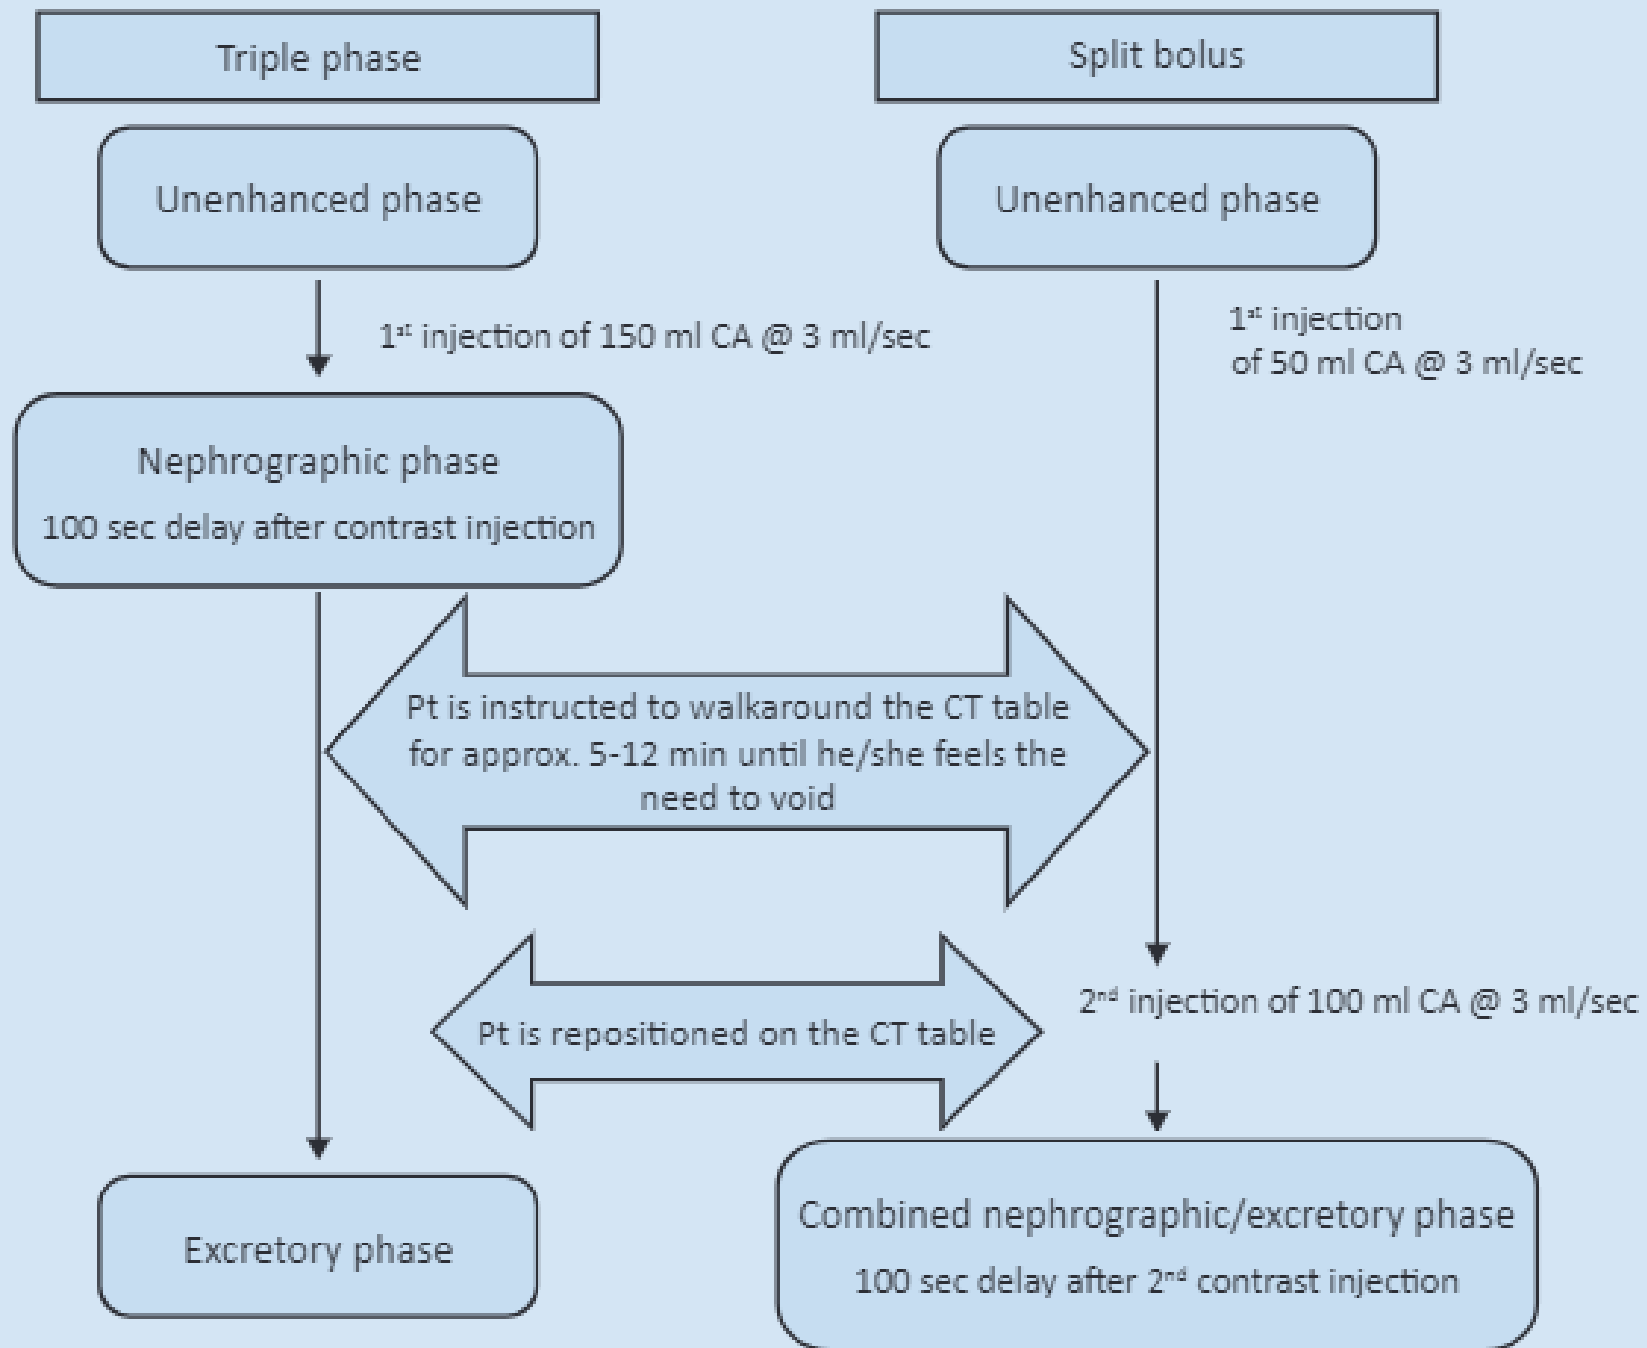 Triple phase
Unenhanced phase
1st injection of 150 ml CA @ 3 ml/sec
Nephrographic phase
100 sec delay after contrast injection
Split bolus
Unenhanced phase
1st injection
of 50 ml CA @ 3 ml/sec
Pt is instructed to walkaround the CT table
for approx. 5-12 min until he/she feels the
need to void
Pt is repositioned on the CT table
2nd injection of 100 ml CA @ 3 ml/sec
Excretory phase
Combined nephrographic/excretory phase
100 sec delay after 2nd contrast injection